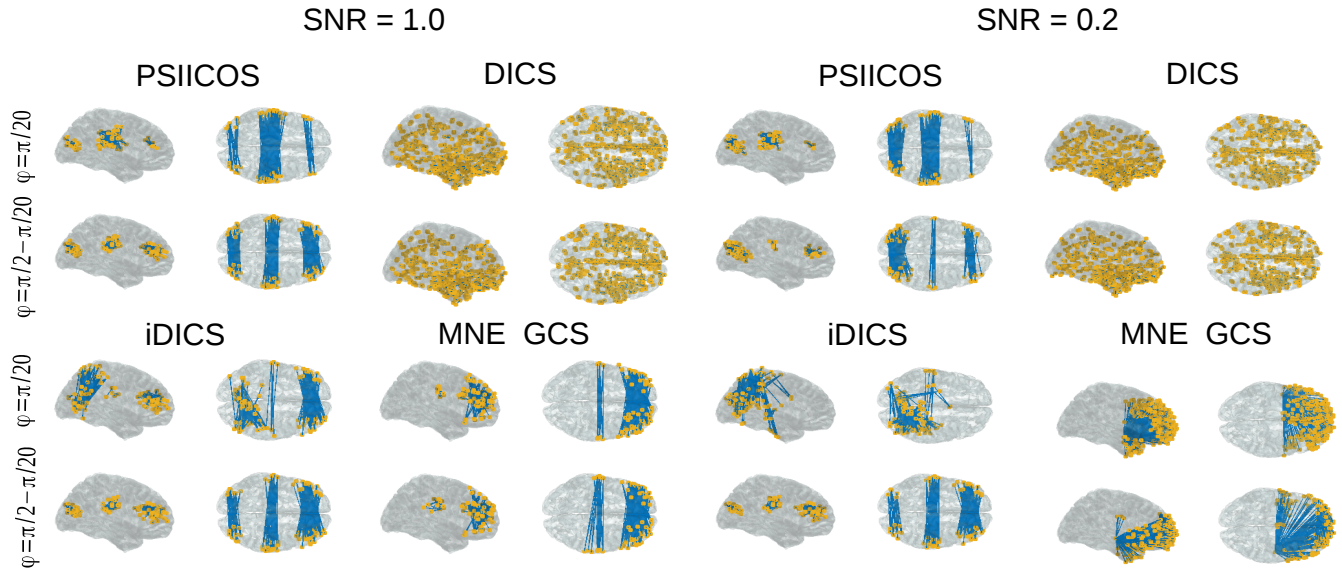 SNR = 1.0
SNR = 0.2
PSIICOS
DICS
PSIICOS
DICS
φ=π/20
φ=π/2−π/20
iDICS
MNE GCS
iDICS
MNE GCS
φ=π/20
φ=π/2−π/20